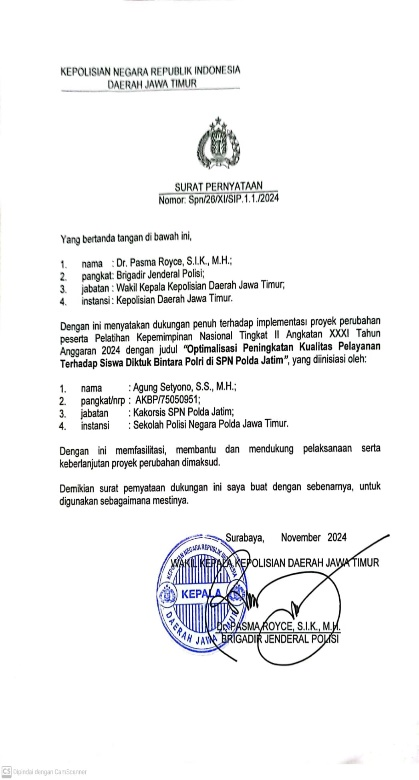 KEPOLISIAN NEGARA REPUBLIK INDONESIA
DAERAH JAWA TIMUR
SURAT PERNYATAAN
Nomor: Spn/26/XI/SIP.1.1./2024
Yang bertanda tangan di bawah ini,
1. nama : Dr. Pasma Royce, S.I.K., M.H.;
2. pangkat: Brigadir Jenderal Polisi;
3. jabatan : Wakil Kepala Kepolisian Daerah Jawa Timur;
4. instansi : Kepolisian Daerah Jawa Timur.
Dengan ini menyatakan dukungan penuh terhadap implementasi proyek perubahan
peserta Pelatihan Kepemimpinan Nasional Tingkat II Angkatan XXXI Tahun
Anggaran 2024 dengan judul "Optimalisasi Peningkatan Kualitas Pelayanan
Terhadap Siswa Diktuk Bintara Polri di SPN Polda Jatim", yang diinisiasi oleh:
1. nama : Agung Setyono, S.S., M.H.;
2. pangkat/nrp : AKBP/75050951;
3. jabatan : Kakorsis SPN Polda Jatim;
4. instansi : Sekolah Polisi Negara Polda Jawa Timur.
Dengan ini memfasilitasi, membantu dan mendukung pelaksanaan serta
keberlanjutan proyek perubahan dimaksud.
Demikian surat pernyataan dukungan ini saya buat dengan sebenarnya, untuk
digunakan sebagaimana mestinya.
Surabaya, November 2024
WAKIL KEPALA KEPOLISIAN DAERAH JAWA TIMUR
KEPOLISIAN NEGARA REPUBLIK INDONESIA
KEPALA
DAERAH JAWA TIMUR
Dr. PASMA ROYCE, S.I.K., M.H.
BRIGADIR JENDERAL POLISI
CS Dipindai dengan CamScanner